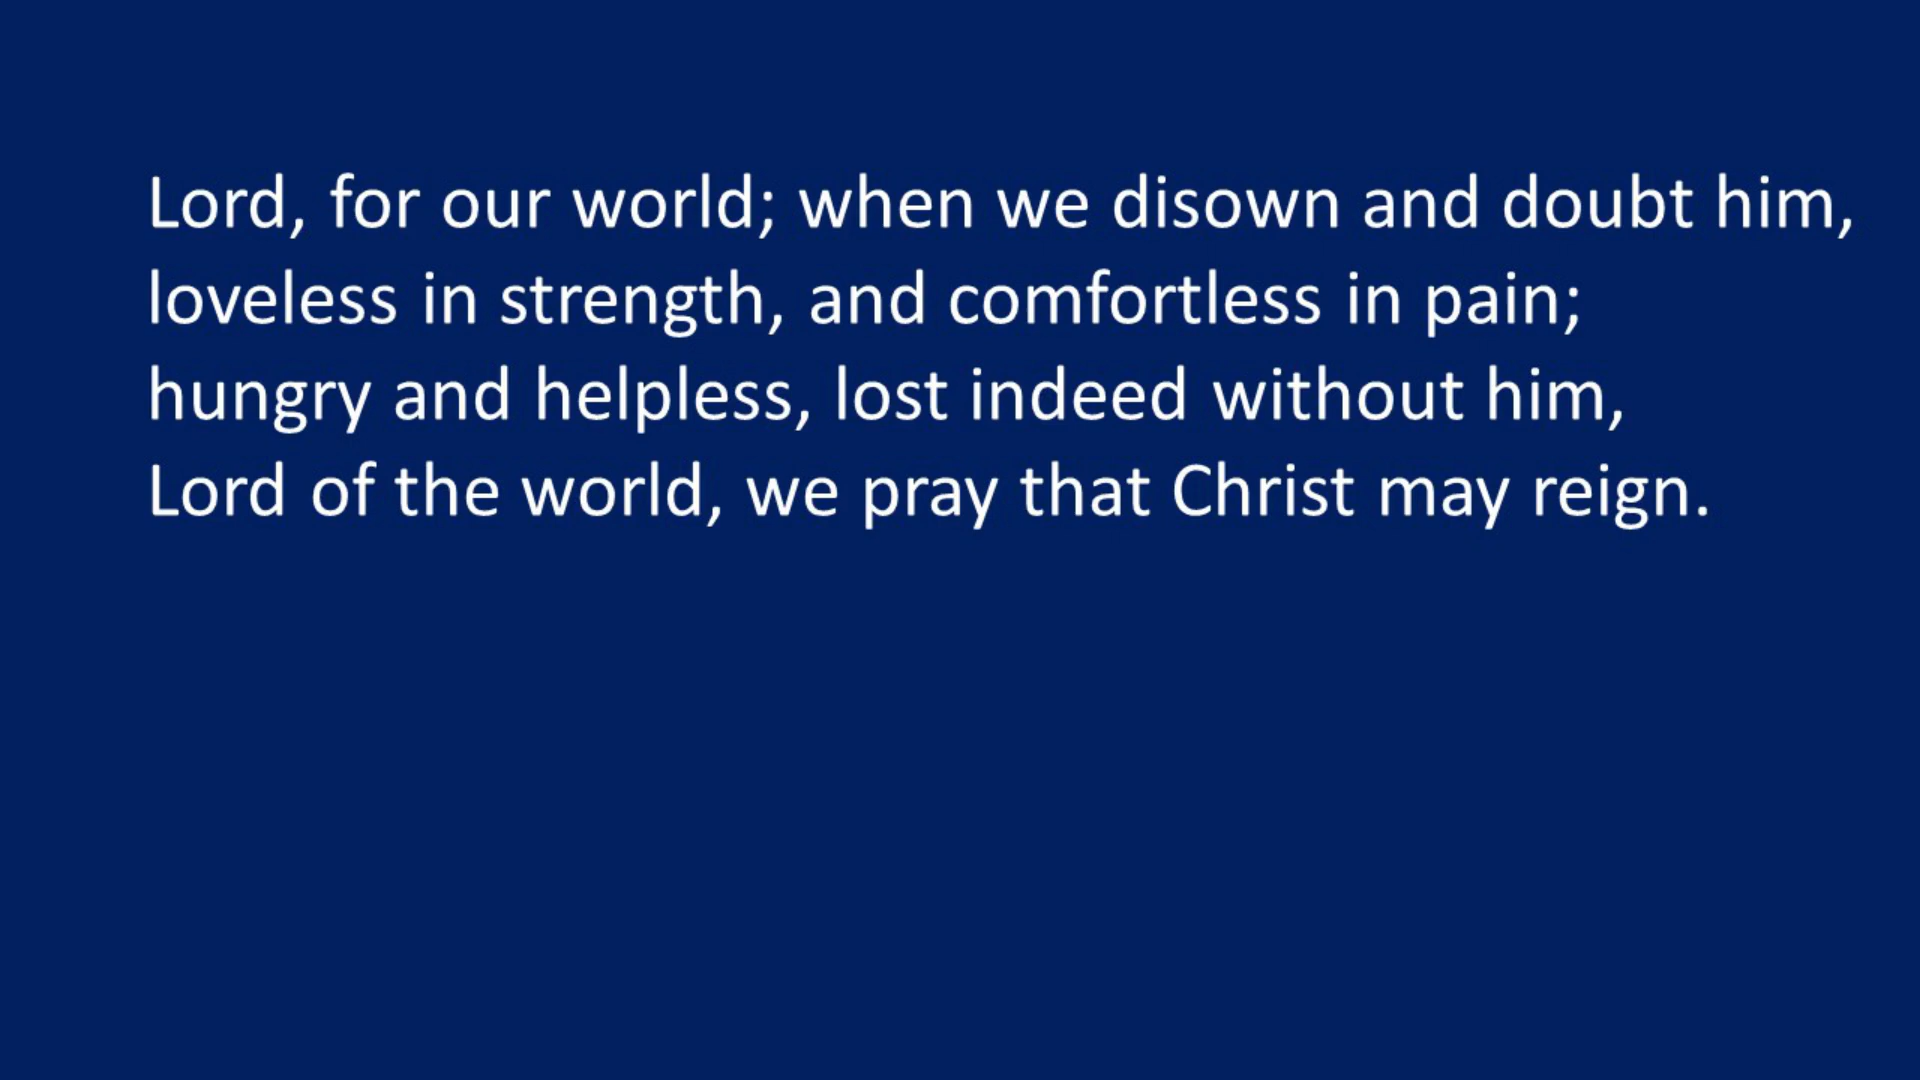 Lord, for our world; when we disown and doubt him,
loveless in strength, and comfortless in pain;
hungry and helpless, lost indeed without him,
Lord of the world, we pray that Christ may reign.